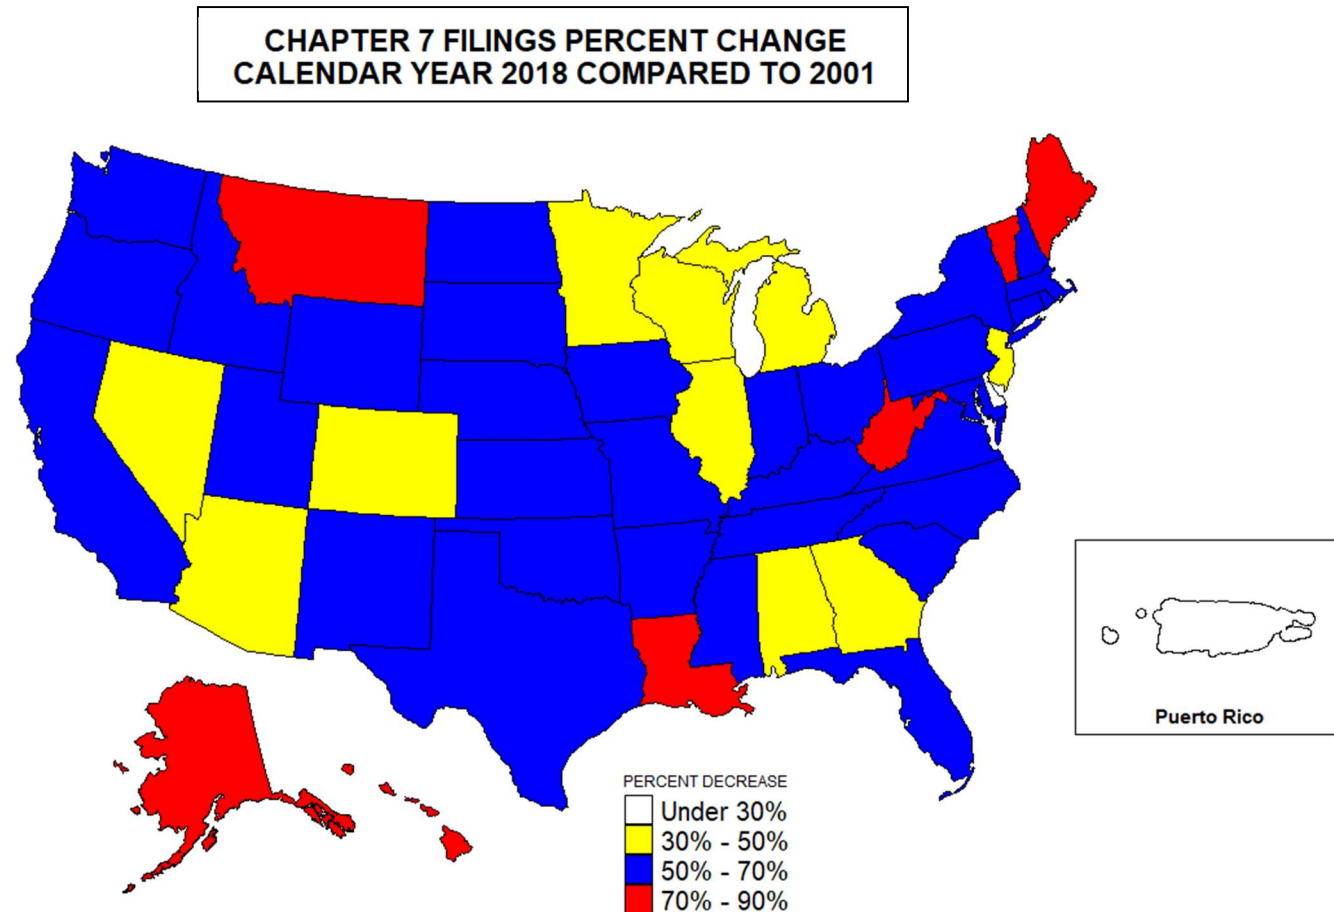 CHAPTER 7 FILINGS PERCENT CHANGE
CALENDAR YEAR 2018 COMPARED TO 2001
Puerto Rico
PERCENT DECREASE
Under 30%
30% - 50%
50% - 70%
70% - 90%